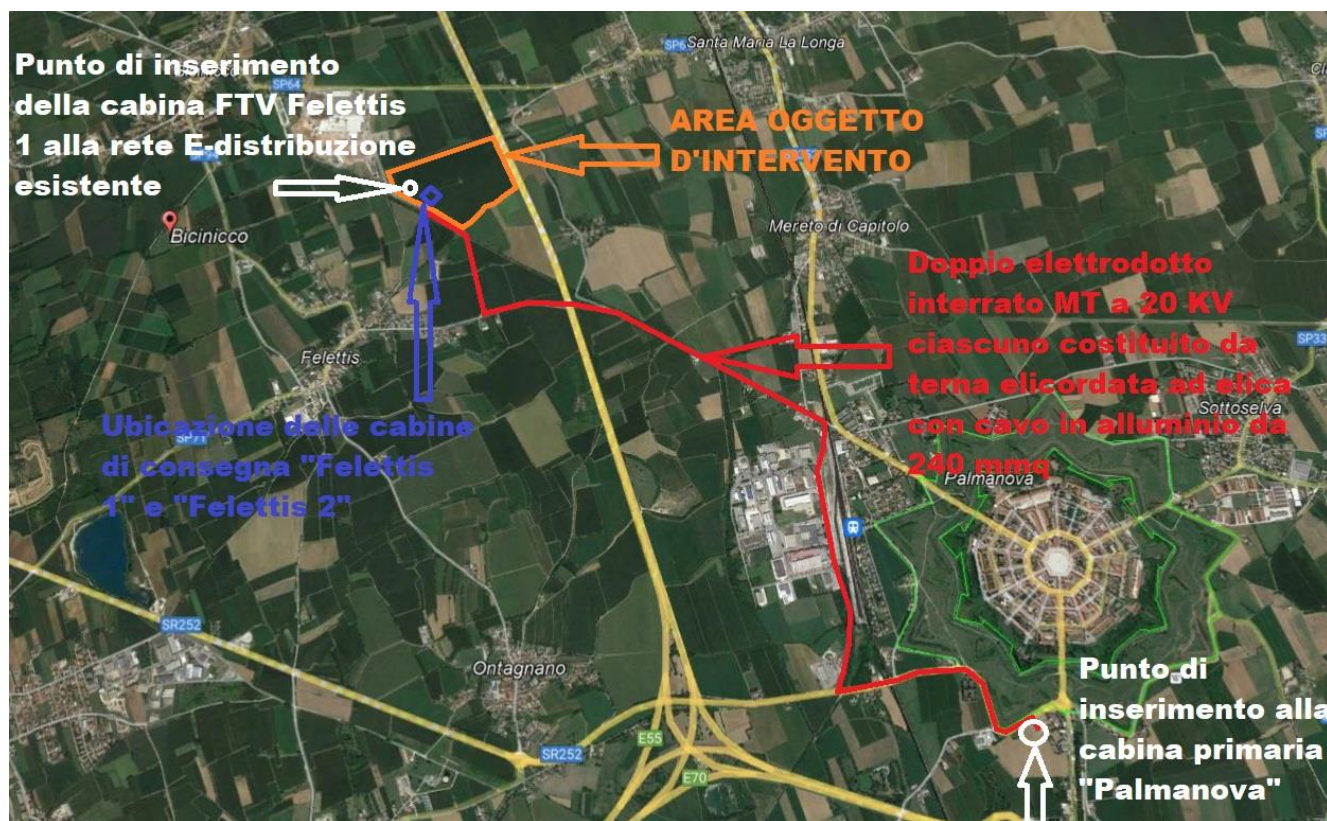 Punto di inserimento
della cabina FTV Felettis
1 alla rete E-distribuzione
esistente
SP64
SP6
Santa Maria La Longa
AREA OGGETTO
D'INTERVENTO
Bicinicco
Mereto di Capitolo
Doppio elettrodotto
interrato MT a 20 KV
ciascuno costituito da
terna elicordata ad elica
con cavo in alluminio da
240 mmq
SP33
Felettis
Sottoselva
Ubicazione delle cabine
di consegna "Felettis
1" e "Felettis 2"
SP71
Palmanova
SR252
Ontagnano
SR252
E55
E70
Punto di
inserimento alla
cabina primaria
"Palmanova"